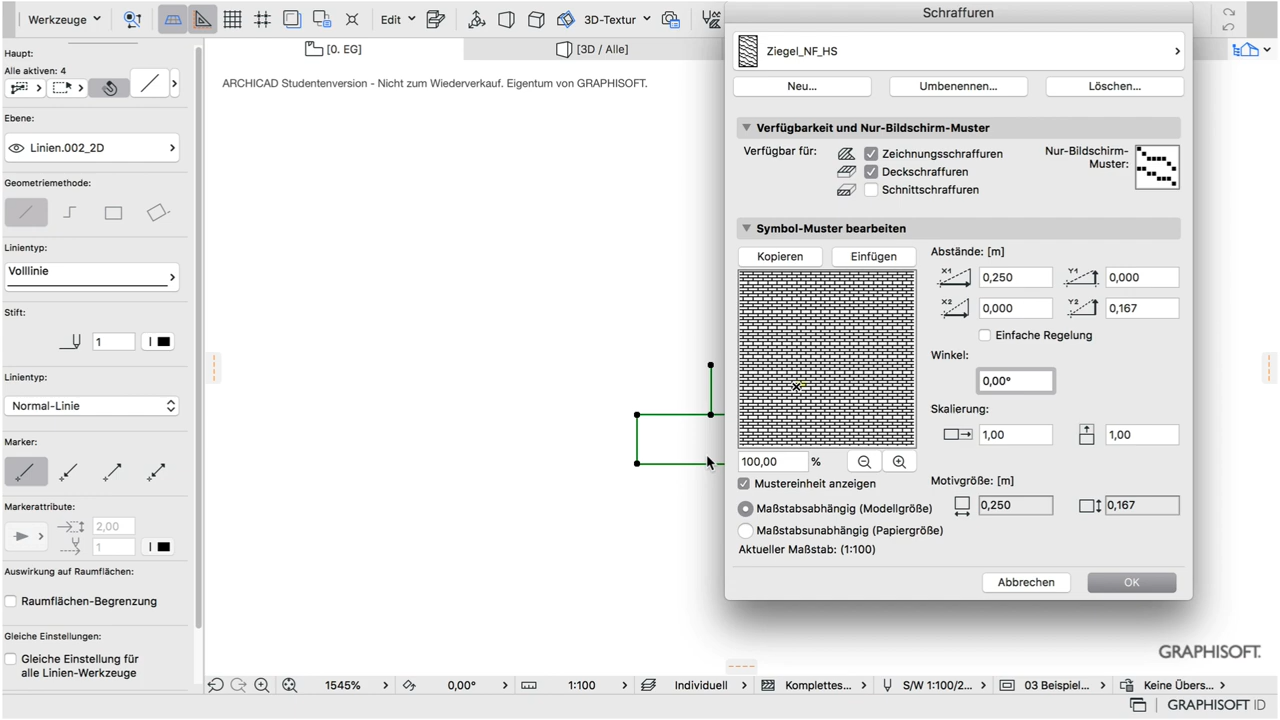 Werkzeuge
Edit
3D-Textur
Schraffuren
Haupt:
Alle aktiven: 4
[0. EG]
[3D / Alle]
ARCHICAD Studentenversion - Nicht zum Wiederverkauf. Eigentum von GRAPHISOFT.
Ziegel_NF_HS
Neu...
Umbenennen...
Löschen...
Ebene:
Linien.002_2D
Verfügbarkeit und Nur-Bildschirm-Muster
Verfügbar für:
Zeichnungsschraffuren
Deckschraffuren
Schnittschraffuren
Nur-Bildschirm-
Muster:
Geometriemethode:
Symbol-Muster bearbeiten
Kopieren
Einfügen
Abstände: [m]
X1
0,250
Y1
0,000
X2
0,000
Y2
0,167
Einfache Regelung
Winkel:
0,00°
Skalierung:
1,00
1,00
100,00 %
Mustereinheit anzeigen
Motivgröße: [m]
0,250
0,167
Maßstabsabhängig (Modellgröße)
Maßstabsunabhängig (Papiergröße)
Aktueller Maßstab: (1:100)
Abbrechen
OK
Linientyp:
Volllinie
Stift:
1
Linientyp:
Normal-Linie
Marker:
Markerattribute:
2,00
1
Auswirkung auf Raumflächen:
Raumflächen-Begrenzung
Gleiche Einstellungen:
Gleiche Einstellung für
alle Linien-Werkzeuge
GRAPHISOFT.
1545%
0,00°
1:100
Individuell
Komplettes...
S/W 1:100/2...
03 Beispiel...
Keine Übers...
GRAPHISOFT ID